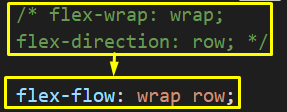 /* flex-wrap: wrap;
flex-direction: row; */
flex-flow: wrap row;